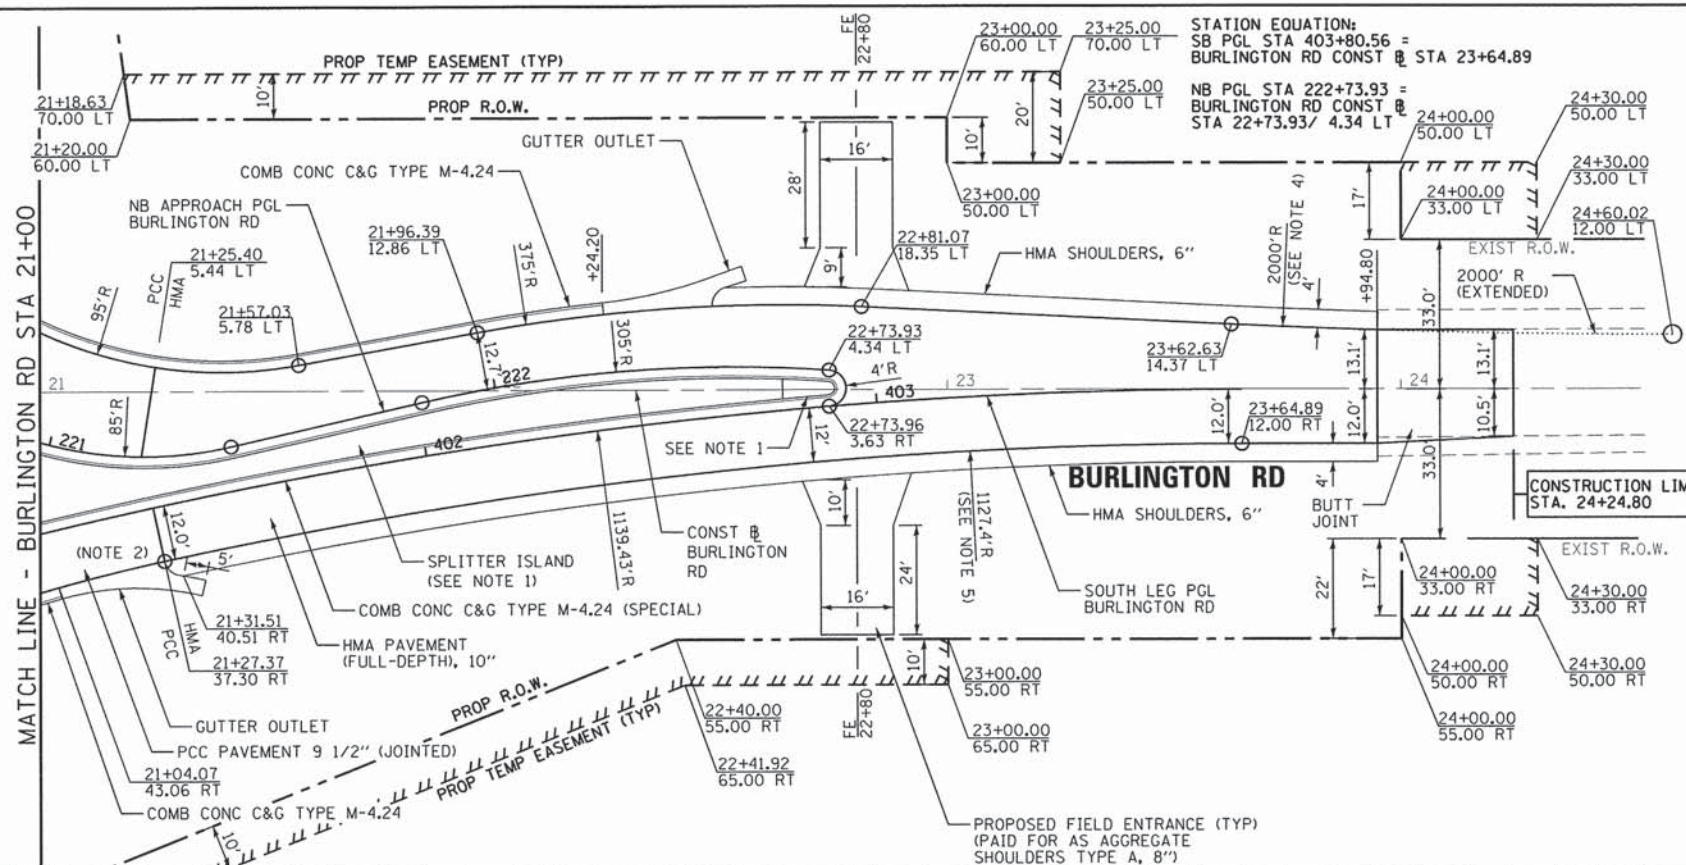 MATCH LINE - BURLINGTON RD STA 21+00
PROP TEMP EASEMENT (TYP)
FE
22+80
23+00.00
60.00 LT
23+25.00
70.00 LT
STATION EQUATION:
SB PGL STA 403+80.56 =
BURLINGTON RD CONST ℄ STA 23+64.89
NB PGL STA 222+73.93 =
BURLINGTON RD CONST ℄
STA 22+73.93/ 4.34 LT
21+18.63
70.00 LT
10'
PROP R.O.W.
21+20.00
60.00 LT
GUTTER OUTLET
16'
28'
10'
20'
23+25.00
50.00 LT
24+00.00
50.00 LT
24+30.00
50.00 LT
COMB CONC C&G TYPE M-4.24
23+00.00
50.00 LT
17'
24+00.00
33.00 LT
24+30.00
33.00 LT
NB APPROACH PGL
BURLINGTON RD
21+96.39
12.86 LT
375'R
+24.20
9'
22+81.07
18.35 LT
HMA SHOULDERS, 6"
2000'R
(SEE NOTE 4)
4'
+94.80
EXIST R.O.W.
24+60.02
12.00 LT
2000' R
(EXTENDED)
33.0'
95'R
PCC
HMA
21+25.40
5.44 LT
21+57.03
5.78 LT
12.7'
305'R
22+73.93
4.34 LT
23+62.63
14.37 LT
13.1'
13.1'
21
222
4'R
23
24
221
85'R
402
403
SEE NOTE 1
22+73.96
3.63 RT
12'
12.0'
23+64.89
12.00 RT
12.0'
10.5'
33.0'
BURLINGTON RD
4'
CONSTRUCTION LIM
STA. 24+24.80
(NOTE 2)
12.0'
5'
SPLITTER ISLAND
(SEE NOTE 1)
1139.43'R
CONST ℄
BURLINGTON
RD
10'
1127.4'R
(SEE NOTE 5)
HMA SHOULDERS, 6"
BUTT
JOINT
EXIST R.O.W.
COMB CONC C&G TYPE M-4.24 (SPECIAL)
16'
24'
SOUTH LEG PGL
BURLINGTON RD
22'
17'
24+00.00
33.00 RT
24+30.00
33.00 RT
21+31.51
40.51 RT
HMA
PCC
21+27.37
37.30 RT
HMA PAVEMENT
(FULL-DEPTH), 10"
10'
23+00.00
55.00 RT
24+00.00
50.00 RT
24+30.00
50.00 RT
PROP R.O.W.
GUTTER OUTLET
22+40.00
55.00 RT
FE
22+80
23+00.00
65.00 RT
24+00.00
55.00 RT
PCC PAVEMENT 9 1/2" (JOINTED)
PROP TEMP EASEMENT (TYP)
22+41.92
65.00 RT
21+04.07
43.06 RT
COMB CONC C&G TYPE M-4.24
10'
PROPOSED FIELD ENTRANCE (TYP)
(PAID FOR AS AGGREGATE
SHOULDERS TYPE A, 8")